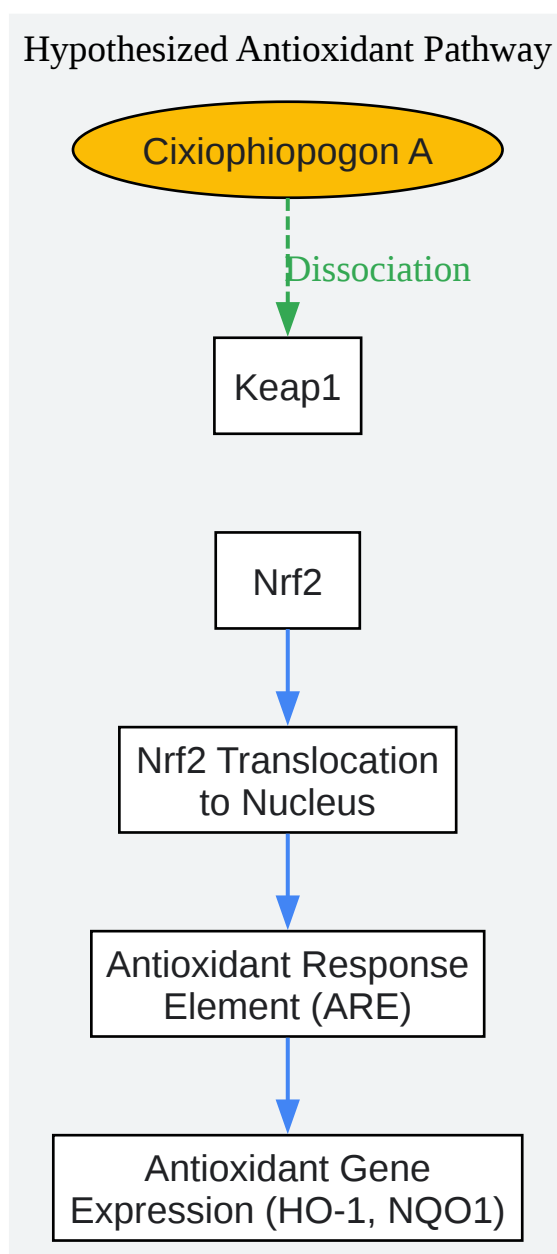 Hypothesized Antioxidant Pathway
Cixiophiopogon A
Dissociation
Keap1
Nrf2
Nrf2 Translocation
to Nucleus
Antioxidant Response
Element (ARE)
Antioxidant Gene
Expression (HO-1, NQO1)